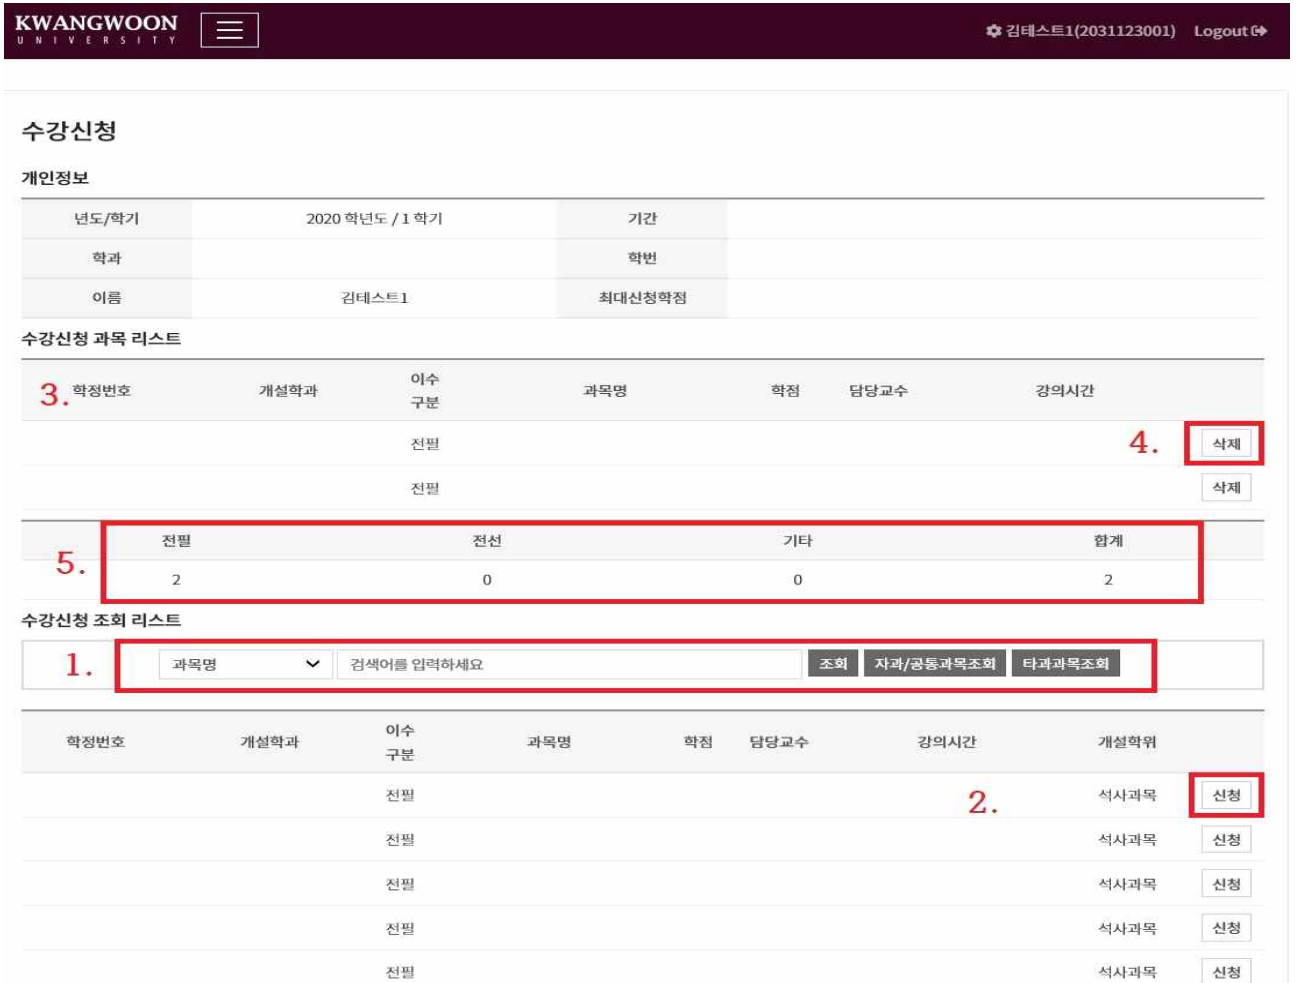 KWANGWOON
UNIVERSITY
김테스트1(2031123001) Logout
수강신청
개인정보
년도/학기 2020 학년도 / 1 학기 기간
학과 학번
이름 김테스트1 최대신청학점
수강신청 과목 리스트
3. 학정번호 개설학과 이수 구분 과목명 학점 담당교수 강의시간
전필 4. 삭제
전필 삭제
5. 전필 전선 기타 합계
2 0 0 2
수강신청 조회 리스트
1. 과목명 검색어를 입력하세요 조회 자과/공통과목조회 타과과목조회
학정번호 개설학과 이수 구분 과목명 학점 담당교수 강의시간 개설학위
전필 2. 석사과목 신청
전필 석사과목 신청
전필 석사과목 신청
전필 석사과목 신청
전필 석사과목 신청